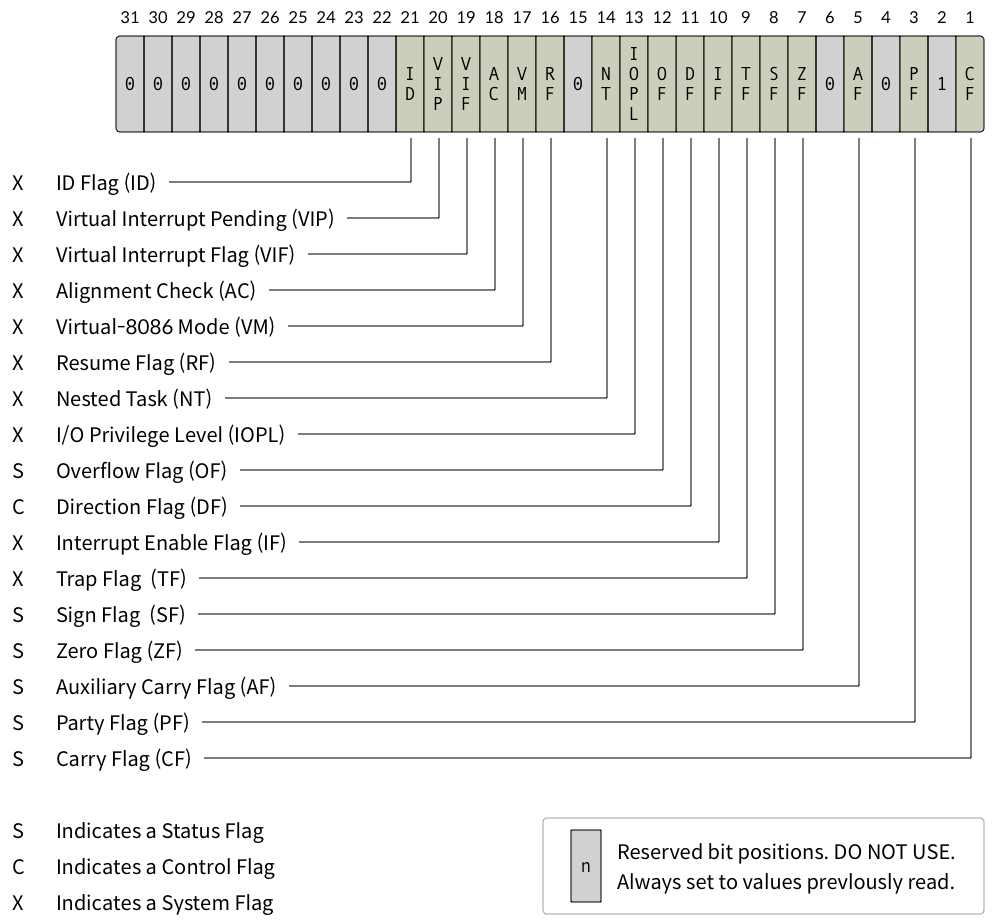 31 30 29 28 27 26 25 24 23 22 21 20 19 18 17 16 15 14 13 12 11 10 9 8 7 6 5 4 3 2 1
0 0 0 0 0 0 0 0 0 0 ID VIP VIF AC VM RF 0 NT IOPL OF DF IF TF SF ZF 0 AF 0 PF 1 CF
X ID Flag (ID)
X Virtual Interrupt Pending (VIP)
X Virtual Interrupt Flag (VIF)
X Alignment Check (AC)
X Virtual-8086 Mode (VM)
X Resume Flag (RF)
X Nested Task (NT)
X I/O Privilege Level (IOPL)
S Overflow Flag (OF)
C Direction Flag (DF)
X Interrupt Enable Flag (IF)
X Trap Flag (TF)
S Sign Flag (SF)
S Zero Flag (ZF)
S Auxiliary Carry Flag (AF)
S Party Flag (PF)
S Carry Flag (CF)
S Indicates a Status Flag
C Indicates a Control Flag
X Indicates a System Flag
n
Reserved bit positions. DO NOT USE.
Always set to values prevlously read.